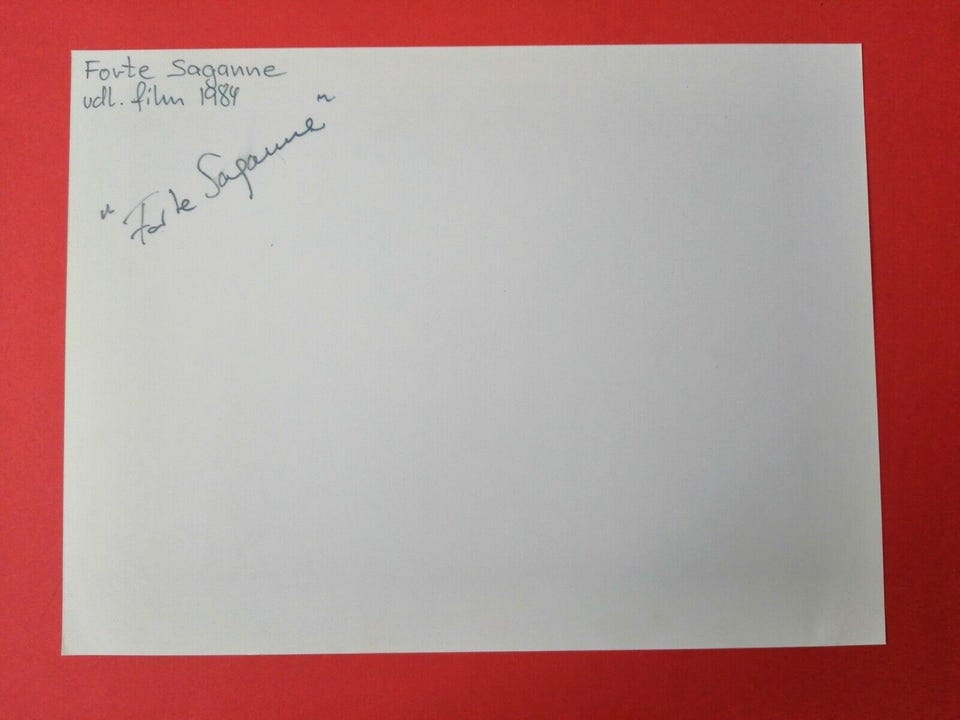 Forte Saganne
udl. film 1984
"Forte Saganne"